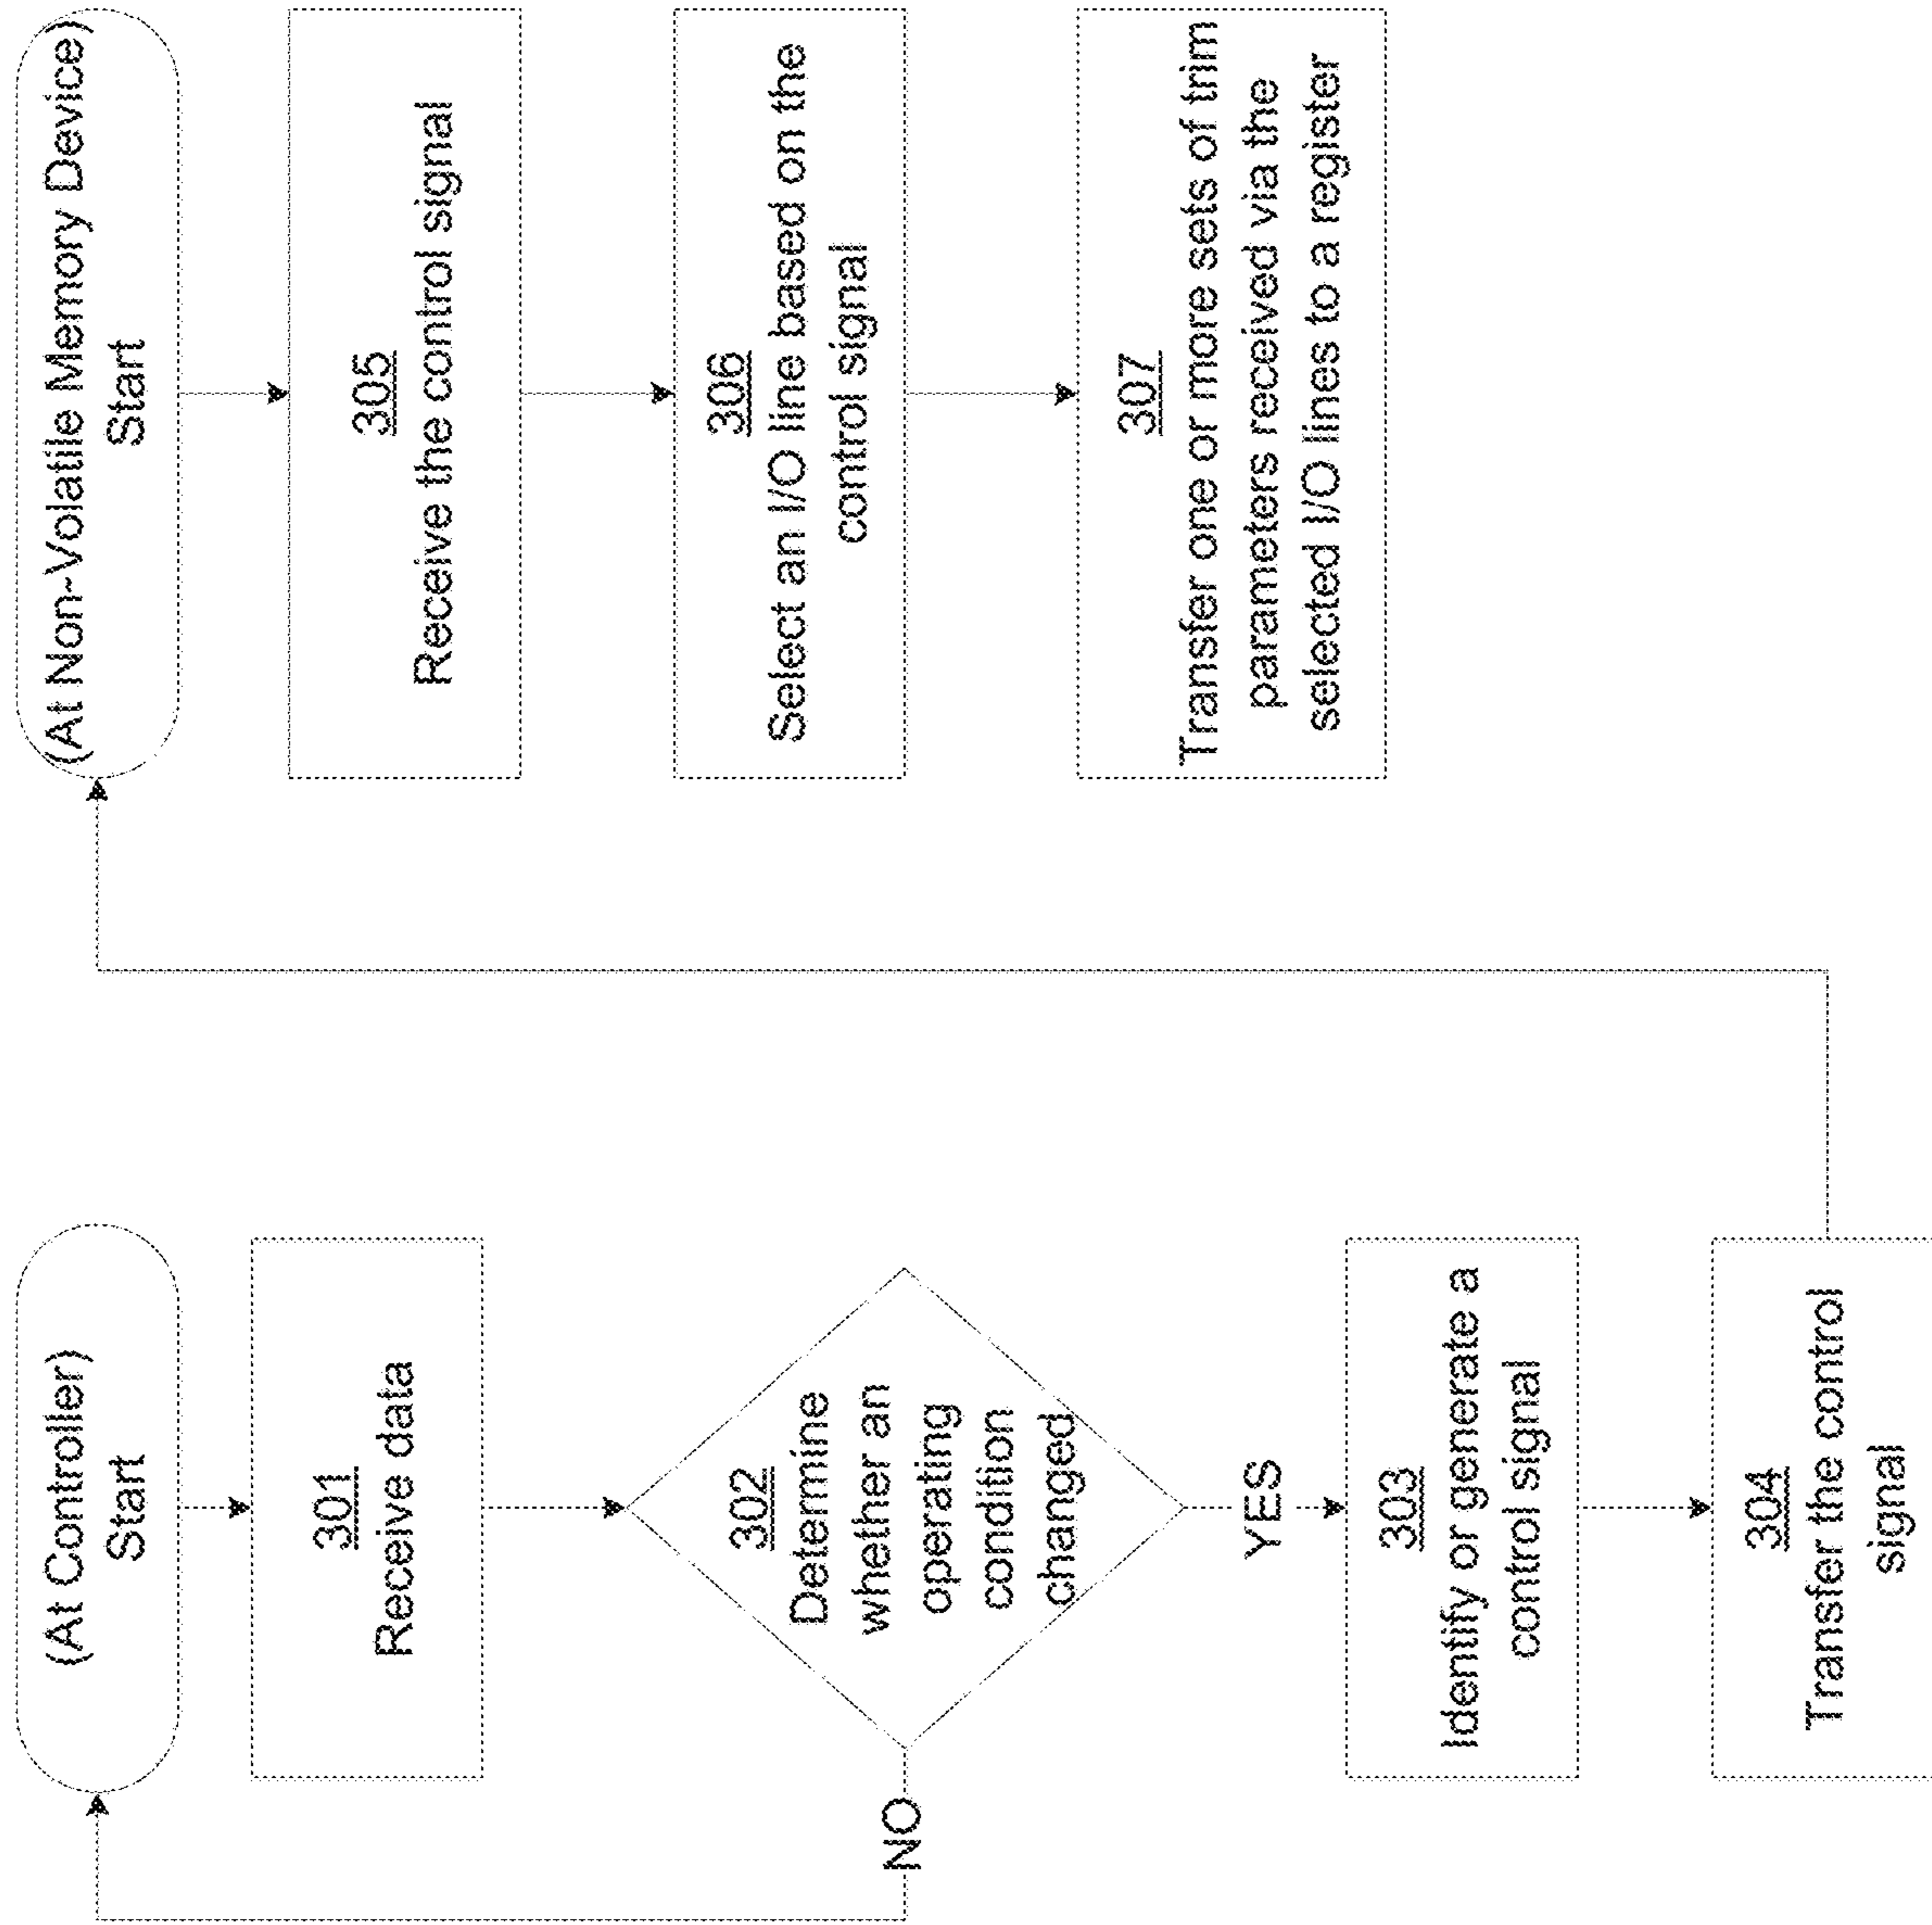 (At Controller)
Start
301
Receive data
302
Determine
whether an
operating
condition
changed
NO
YES
303
Identify or generate a
control signal
304
Transfer the control
signal
(At Non-Volatile Memory Device)
Start
305
Receive the control signal
306
Select an I/O line based on the
control signal
307
Transfer one or more sets of trim
parameters received via the
selected I/O lines to a register